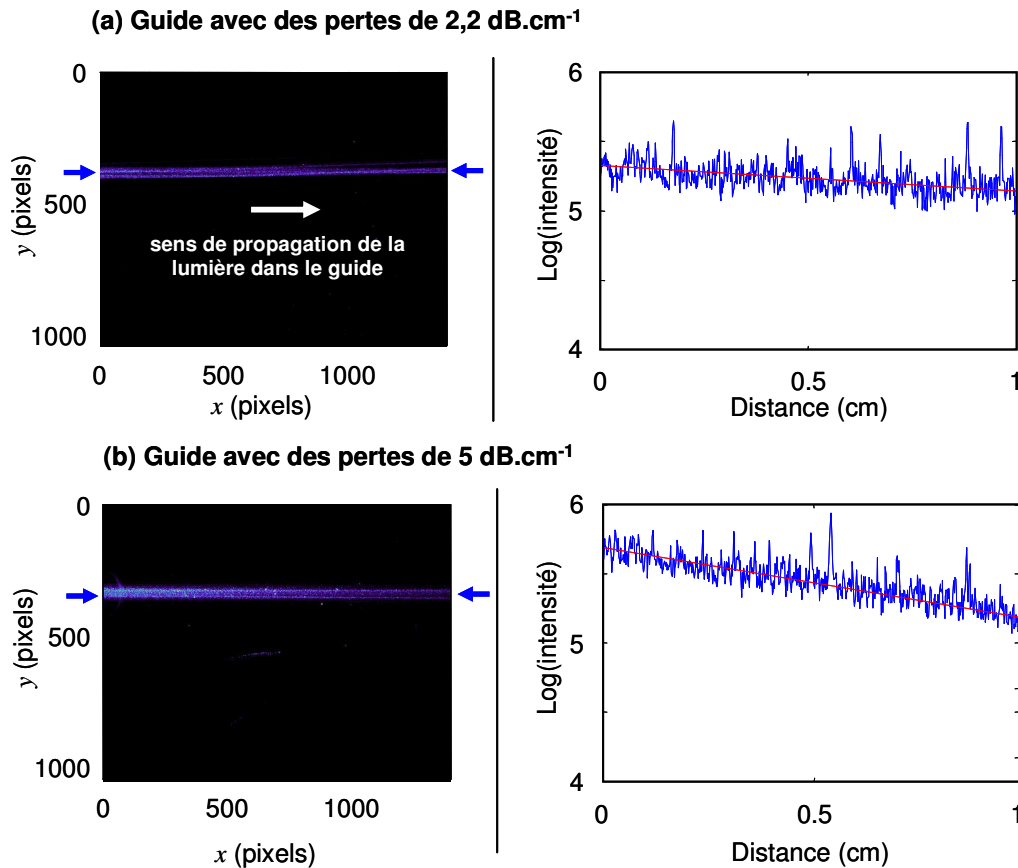 (a) Guide avec des pertes de 2,2 dB.cm-1
0
500
1000
y (pixels)
sens de propagation de la
lumière dans le guide
0 500 1000
x (pixels)
6
5
4
Log(intensité)
0 0.5 1
Distance (cm)
(b) Guide avec des pertes de 5 dB.cm-1
0
500
1000
y (pixels)
0 500 1000
x (pixels)
6
5
4
Log(intensité)
0 0.5 1
Distance (cm)